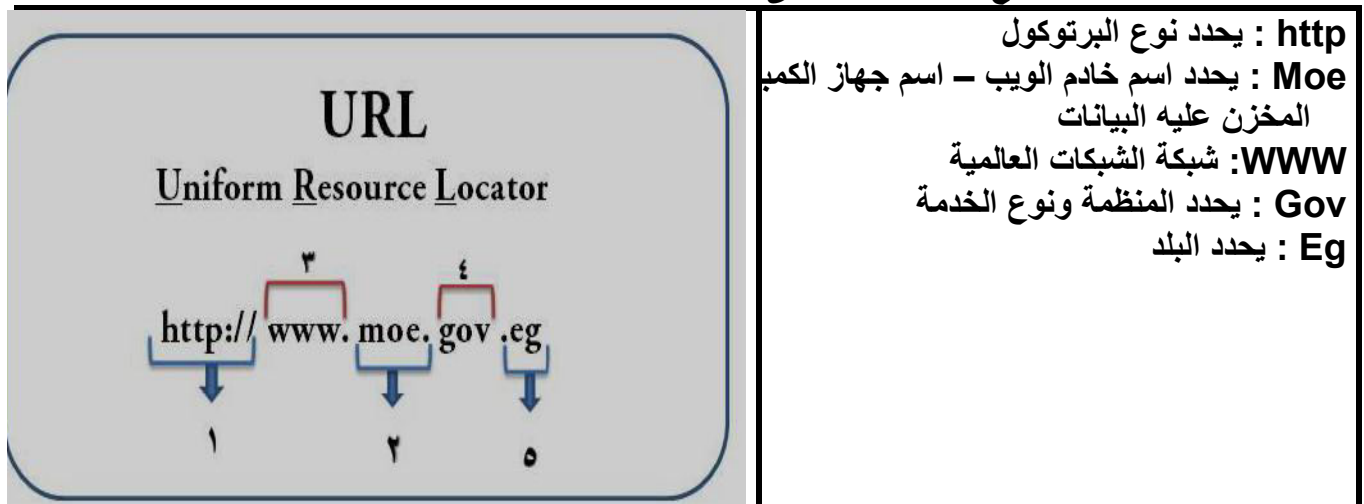 http : يحدد نوع البرتوكول
Moe : يحدد اسم خادم الويب – اسم جهاز
المخزن عليه البيانات
WWW: شبكة الشبكات العالمية
Gov : يحدد المنظمة ونوع الخدمة
Eg : يحدد البلد
URL
Uniform Resource Locator
٣ ٤
http:// www. moe. gov .eg
١ ٢ ٥